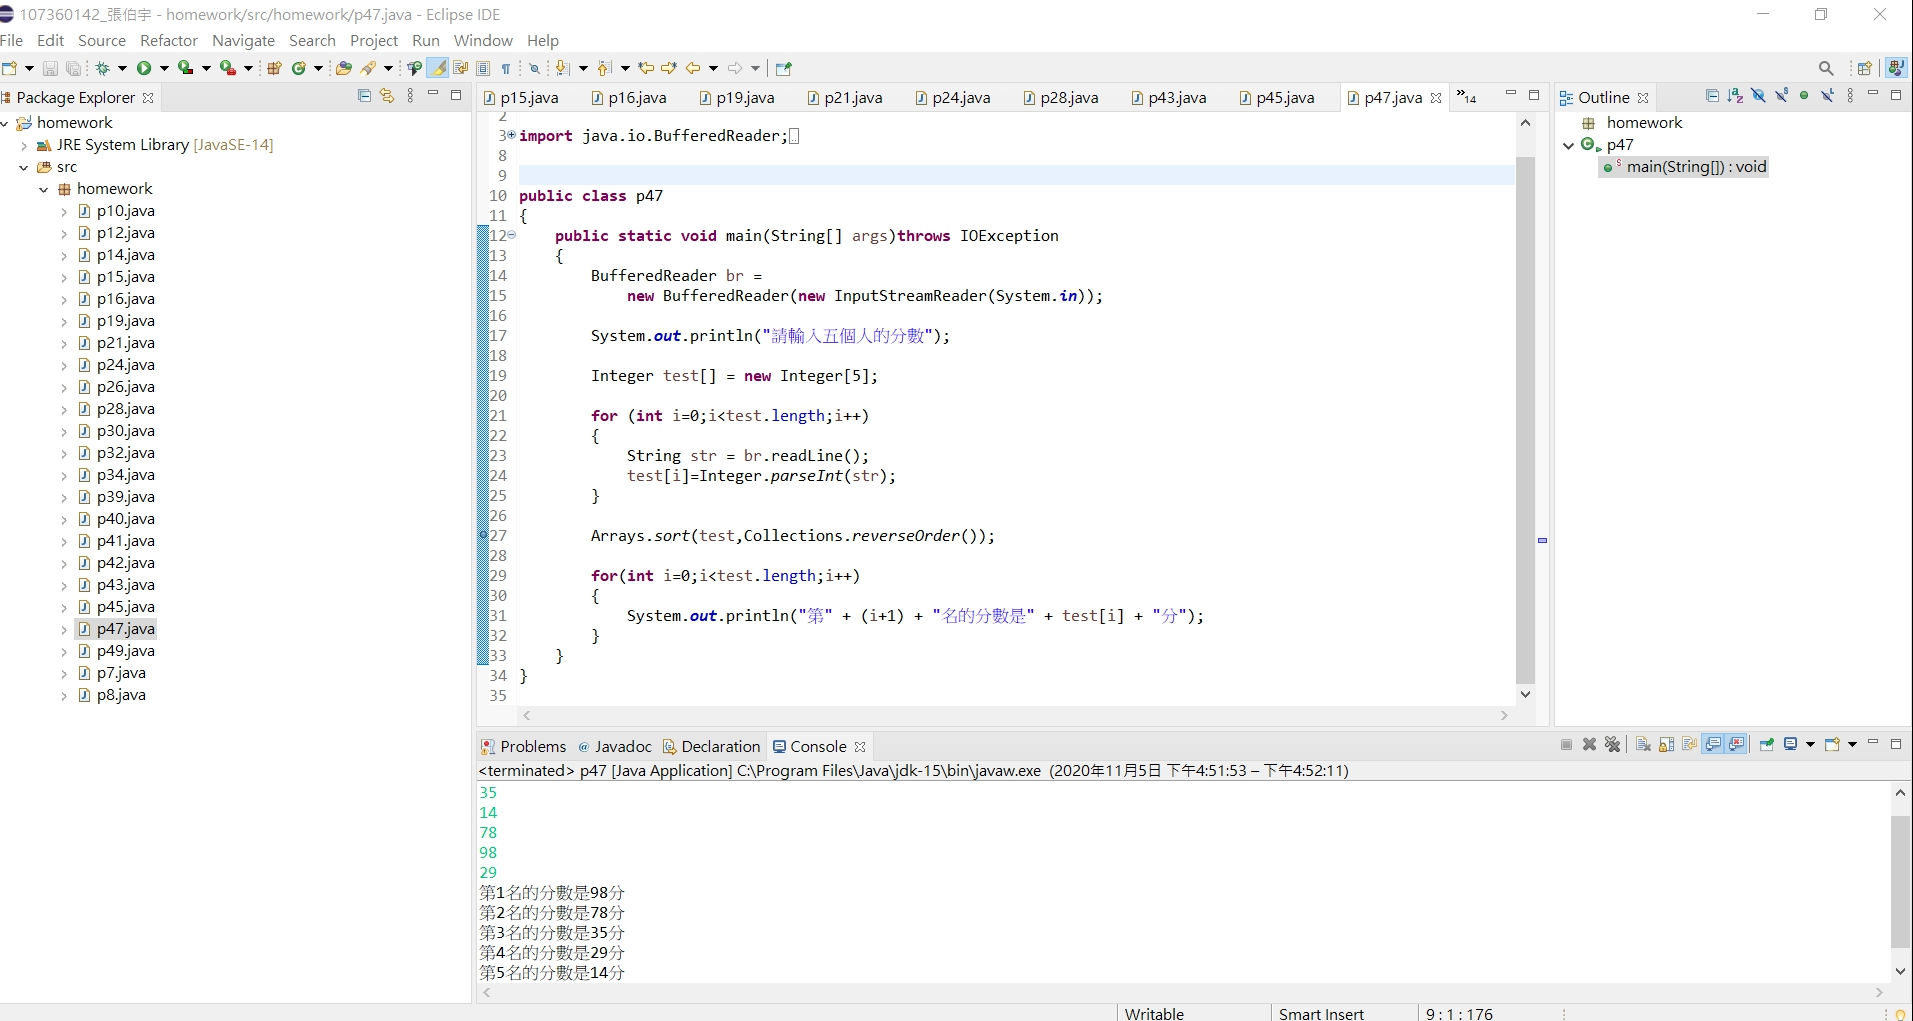 107360142_張伯宇 - homework/src/homework/p47.java - Eclipse IDE
File Edit Source Refactor Navigate Search Project Run Window Help
Package Explorer
homework
JRE System Library [JavaSE-14]
src
homework
p10.java
p12.java
p14.java
p15.java
p16.java
p19.java
p21.java
p24.java
p26.java
p28.java
p30.java
p32.java
p34.java
p39.java
p40.java
p41.java
p42.java
p43.java
p45.java
p47.java
p49.java
p7.java
p8.java
p15.java p16.java p19.java p21.java p24.java p28.java p43.java p45.java p47.java »14
2
3 import java.io.BufferedReader;
8
9
10 public class p47
11 {
12 public static void main(String[] args)throws IOException
13 {
14 BufferedReader br =
15 new BufferedReader(new InputStreamReader(System.in));
16
17 System.out.println("請輸入五個人的分數");
18
19 Integer test[] = new Integer[5];
20
21 for (int i=0;i<test.length;i++)
22 {
23 String str = br.readLine();
24 test[i]=Integer.parseInt(str);
25 }
26
27 Arrays.sort(test,Collections.reverseOrder());
28
29 for(int i=0;i<test.length;i++)
30 {
31 System.out.println("第" + (i+1) + "名的分數是" + test[i] + "分");
32 }
33 }
34 }
35
Outline
homework
p47
main(String[]) : void
Problems @ Javadoc Declaration Console
<terminated> p47 [Java Application] C:\Program Files\Java\jdk-15\bin\javaw.exe (2020年11月5日 下午4:51:53 – 下午4:52:11)
35
14
78
98
29
第1名的分數是98分
第2名的分數是78分
第3名的分數是35分
第4名的分數是29分
第5名的分數是14分
Writable Smart Insert 9 : 1 : 176